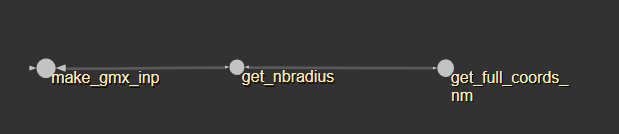 make_gmx_inp
get_nbradius
get_full_coords_
nm